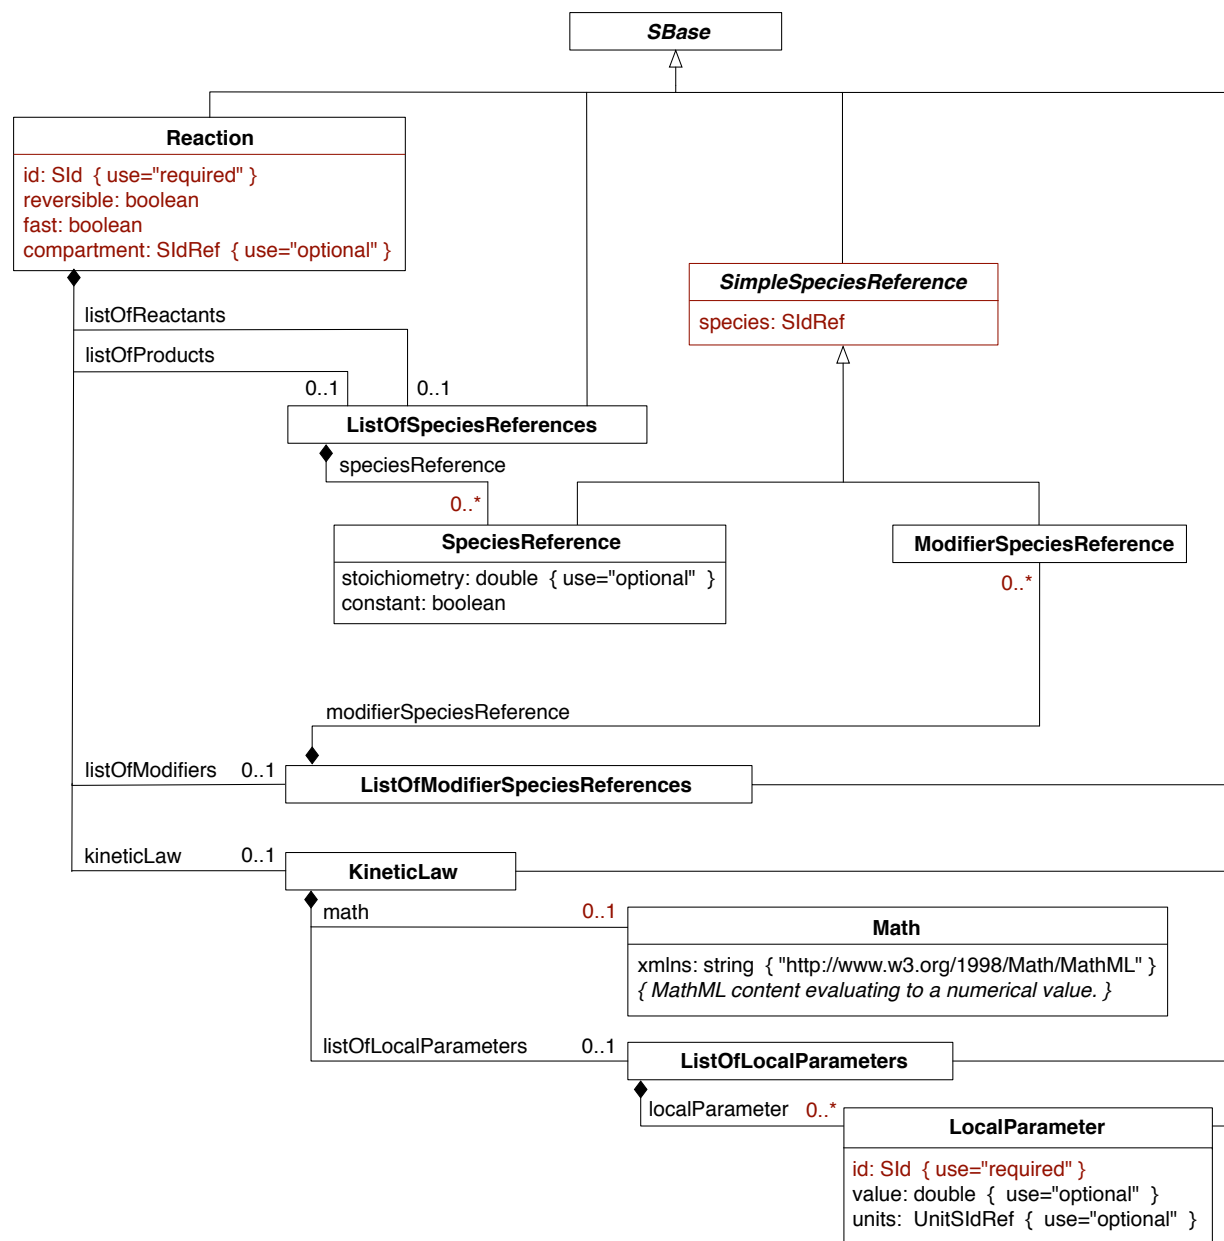 SBase
Reaction
id: SId { use="required" }
reversible: boolean
fast: boolean
compartment: SIdRef { use="optional" }
SimpleSpeciesReference
species: SIdRef
listOfReactants
listOfProducts
0..1 0..1
ListOfSpeciesReferences
speciesReference
0..*
SpeciesReference
stoichiometry: double { use="optional" }
constant: boolean
ModifierSpeciesReference
0..*
modifierSpeciesReference
listOfModifiers 0..1
ListOfModifierSpeciesReferences
kineticLaw 0..1
KineticLaw
math 0..1
Math
xmlns: string { "http://www.w3.org/1998/Math/MathML" }
{ MathML content evaluating to a numerical value. }
listOfLocalParameters 0..1
ListOfLocalParameters
localParameter 0..*
LocalParameter
id: SId { use="required" }
value: double { use="optional" }
units: UnitSIdRef { use="optional" }